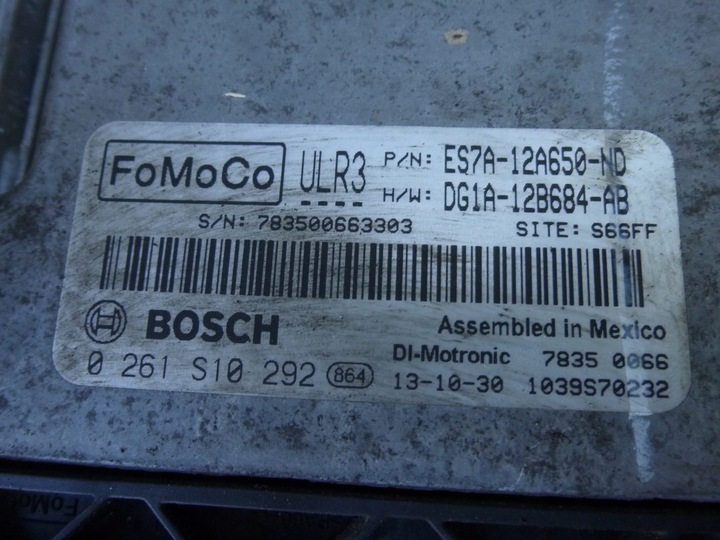 FoMoCo ULR3 P/N: ES7A-12A650-ND
H/W: DG1A-12B684-AB
S/N: 783500663303 SITE: S66FF
BOSCH Assembled in Mexico
DI-Motronic 7835 0066
0 261 S10 292 864 13-10-30 1039S70232
FoMo